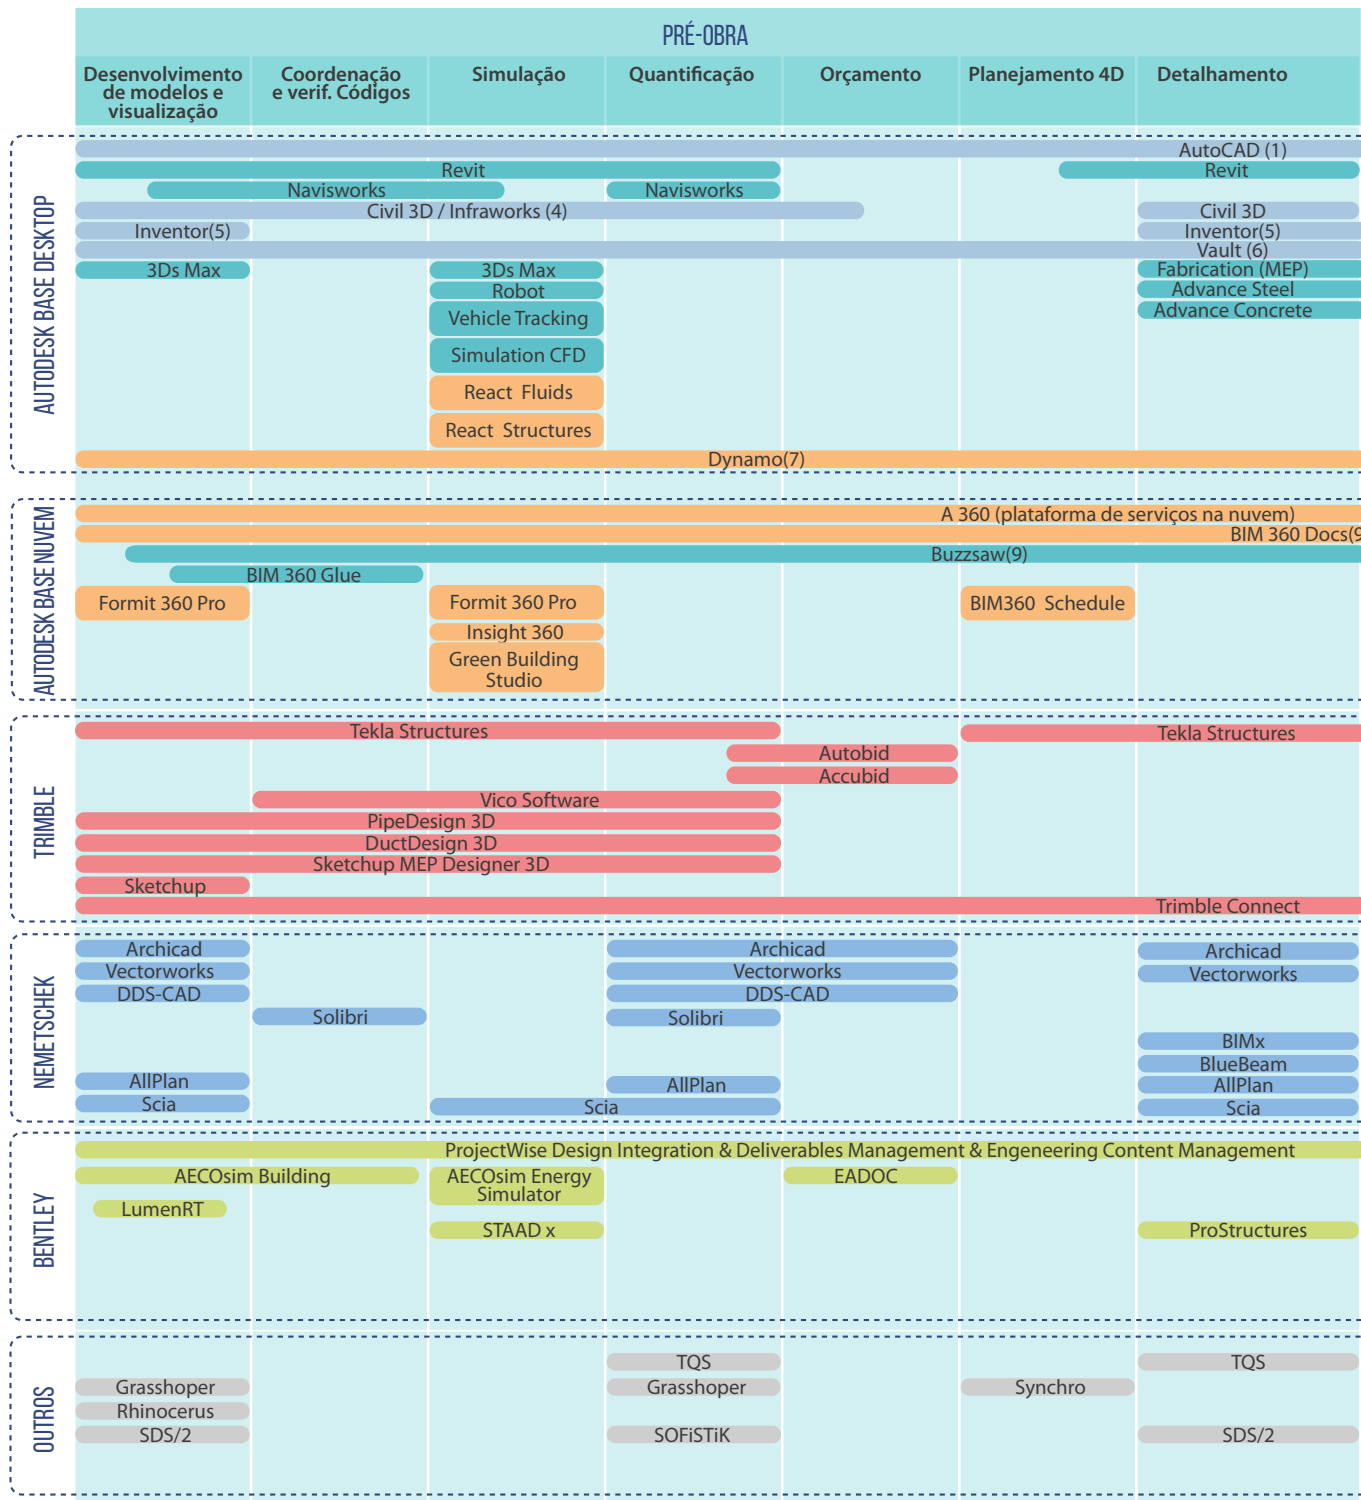 PRÉ-OBRA
Desenvolvimento
de modelos e
visualização
Coordenação
e verif. Códigos
Simulação
Quantificação
Orçamento
Planejamento 4D
Detalhamento
AUTODESK BASE DESKTOP
AutoCAD (1)
Revit
Revit
Navisworks
Navisworks
Civil 3D / Infraworks (4)
Civil 3D
Inventor(5)
Inventor(5)
Vault (6)
3Ds Max
3Ds Max
Fabrication (MEP)
Robot
Advance Steel
Vehicle Tracking
Advance Concrete
Simulation CFD
React Fluids
React Structures
Dynamo(7)
AUTODESK BASE NUVEM
A 360 (plataforma de serviços na nuvem)
BIM 360 Docs(9
Buzzsaw(9)
BIM 360 Glue
Formit 360 Pro
Formit 360 Pro
BIM360 Schedule
Insight 360
Green Building
Studio
TRIMBLE
Tekla Structures
Tekla Structures
Autobid
Accubid
Vico Software
PipeDesign 3D
DuctDesign 3D
Sketchup MEP Designer 3D
Sketchup
Trimble Connect
NEMETSCHEK
Archicad
Archicad
Archicad
Vectorworks
Vectorworks
Vectorworks
DDS-CAD
DDS-CAD
Solibri
Solibri
BIMx
BlueBeam
AllPlan
AllPlan
AllPlan
Scia
Scia
Scia
BENTLEY
ProjectWise Design Integration & Deliverables Management & Engeneering Content Management
AECOsim Building
AECOsim Energy
Simulator
EADOC
LumenRT
STAAD x
ProStructures
OUTROS
TQS
TQS
Grasshoper
Grasshoper
Synchro
Rhinocerus
SDS/2
SOFiSTiK
SDS/2